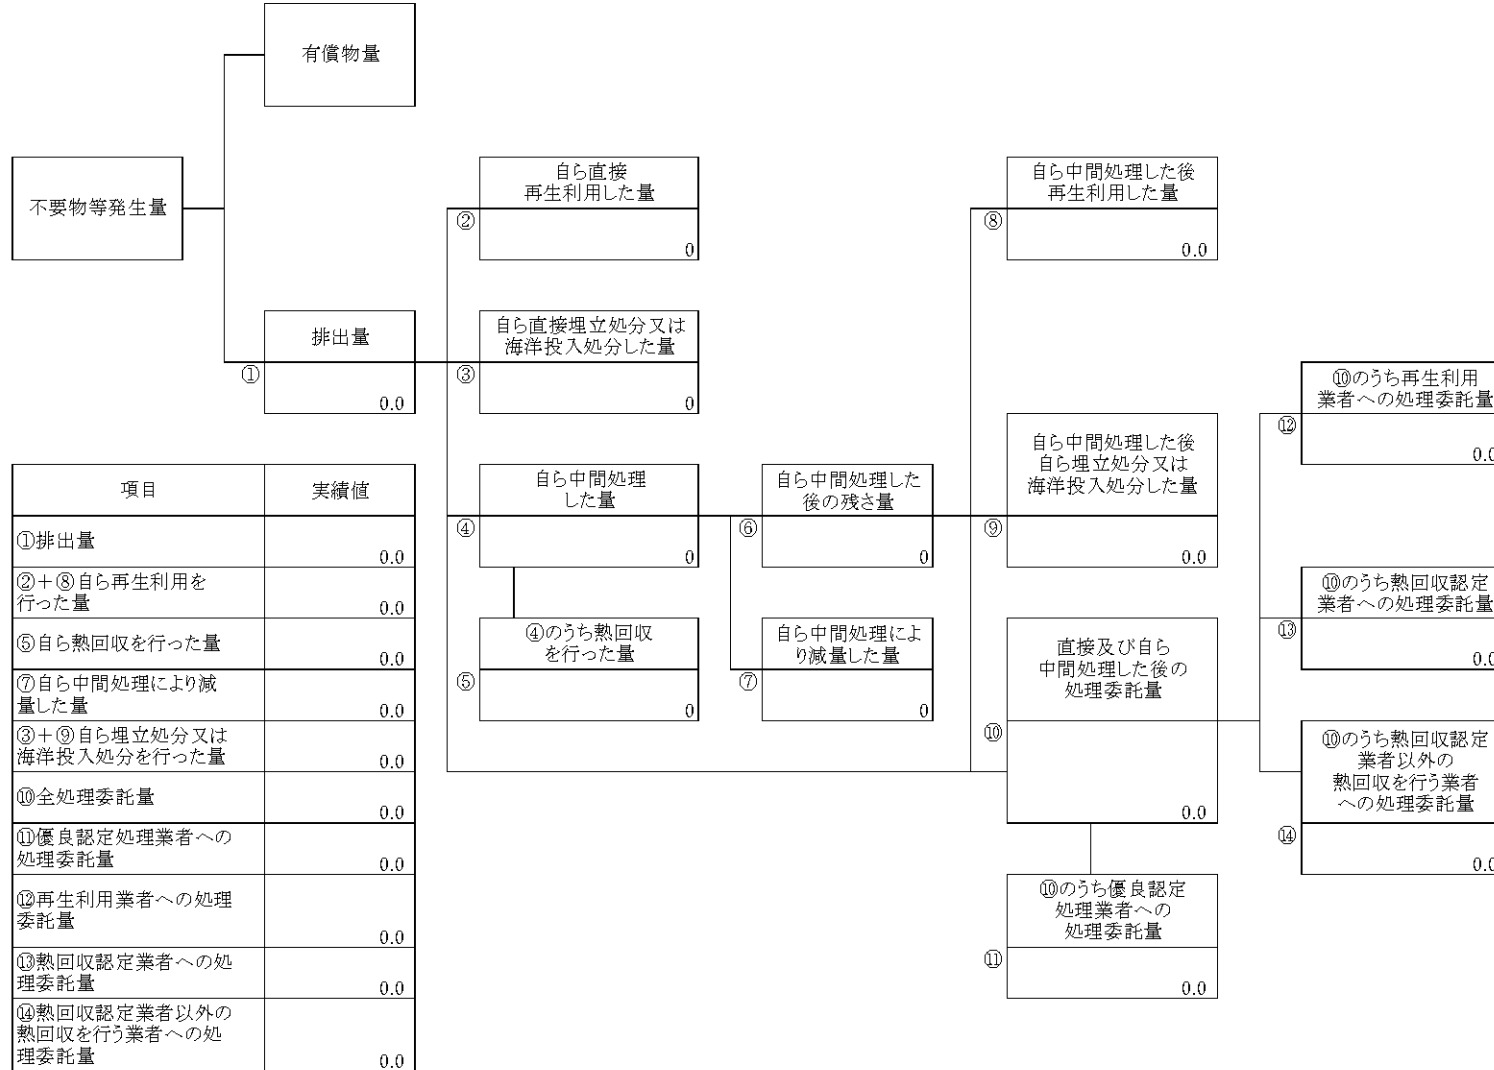 有償物量
不要物等発生量
自ら直接
再生利用した量
②
0
自ら中間処理した後
再生利用した量
⑧
0.0
排出量
①
0.0
自ら直接埋立処分又は
海洋投入処分した量
③
0
⑩のうち再生利用
業者への処理委託量
⑫
0.0
自ら中間処理
した量
④
0
自ら中間処理した
後の残さ量
⑥
0
自ら中間処理した後
自ら埋立処分又は
海洋投入処分した量
⑨
0.0
④のうち熱回収
を行った量
⑤
0
自ら中間処理によ
り減量した量
⑦
0
直接及び自ら
中間処理した後の
処理委託量
⑩
0.0
⑩のうち熱回収認定
業者への処理委託量
⑬
0.0
⑩のうち熱回収認定
業者以外の
熱回収を行う業者
への処理委託量
⑭
0.0
⑩のうち優良認定
処理業者への
処理委託量
⑪
0.0
項目 実績値
①排出量
0.0
②＋⑧自ら再生利用を
行った量 0.0
⑤自ら熱回収を行った量
0.0
⑦自ら中間処理により減
量した量 0.0
③＋⑨自ら埋立処分又は
海洋投入処分を行った量 0.0
⑩全処理委託量
0.0
⑪優良認定処理業者への
処理委託量 0.0
⑫再生利用業者への処理
委託量
0.0
⑬熱回収認定業者への処
理委託量 0.0
⑭熱回収認定業者以外の
熱回収を行う業者への処
理委託量 0.0